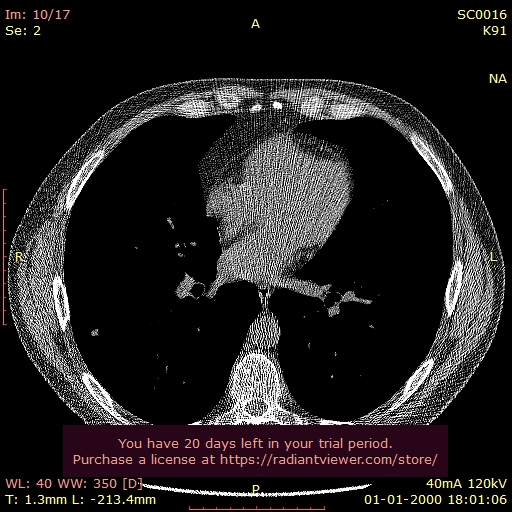 Im: 10/17
Se: 2
A
SC0016
K91
NA
R
L
You have 20 days left in your trial period.
Purchase a license at https://radiantviewer.com/store/
WL: 40 WW: 350 [D]
T: 1.3mm L: -213.4mm
P
40mA 120kV
01-01-2000 18:01:06